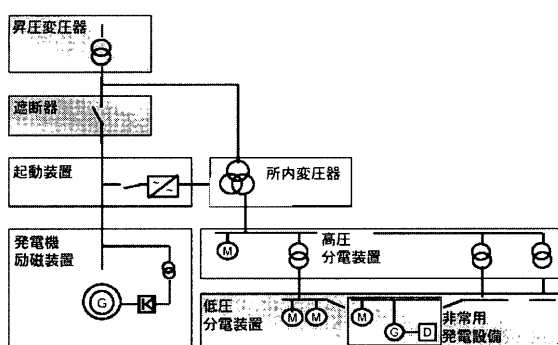 昇圧変圧器
遮断器
起動装置
~
~
所内変圧器
発電機
励磁装置
G
M
高圧
分電装置
低圧
分電装置
M
M
M
G
D
非常用
発電設備